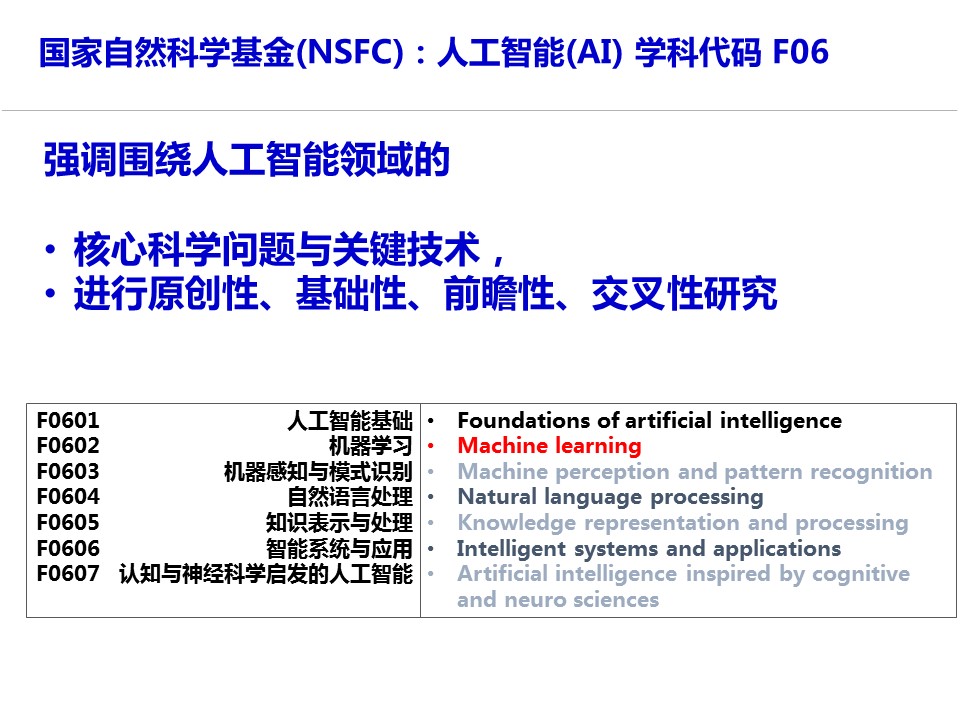 国家自然科学基金(NSFC)：人工智能(AI) 学科代码 F06
强调围绕人工智能领域的
• 核心科学问题与关键技术，
• 进行原创性、基础性、前瞻性、交叉性研究
F0601 人工智能基础 • Foundations of artificial intelligence
F0602 机器学习 • Machine learning
F0603 机器感知与模式识别 • Machine perception and pattern recognition
F0604 自然语言处理 • Natural language processing
F0605 知识表示与处理 • Knowledge representation and processing
F0606 智能系统与应用 • Intelligent systems and applications
F0607 认知与神经科学启发的人工智能 • Artificial intelligence inspired by cognitive
and neuro sciences